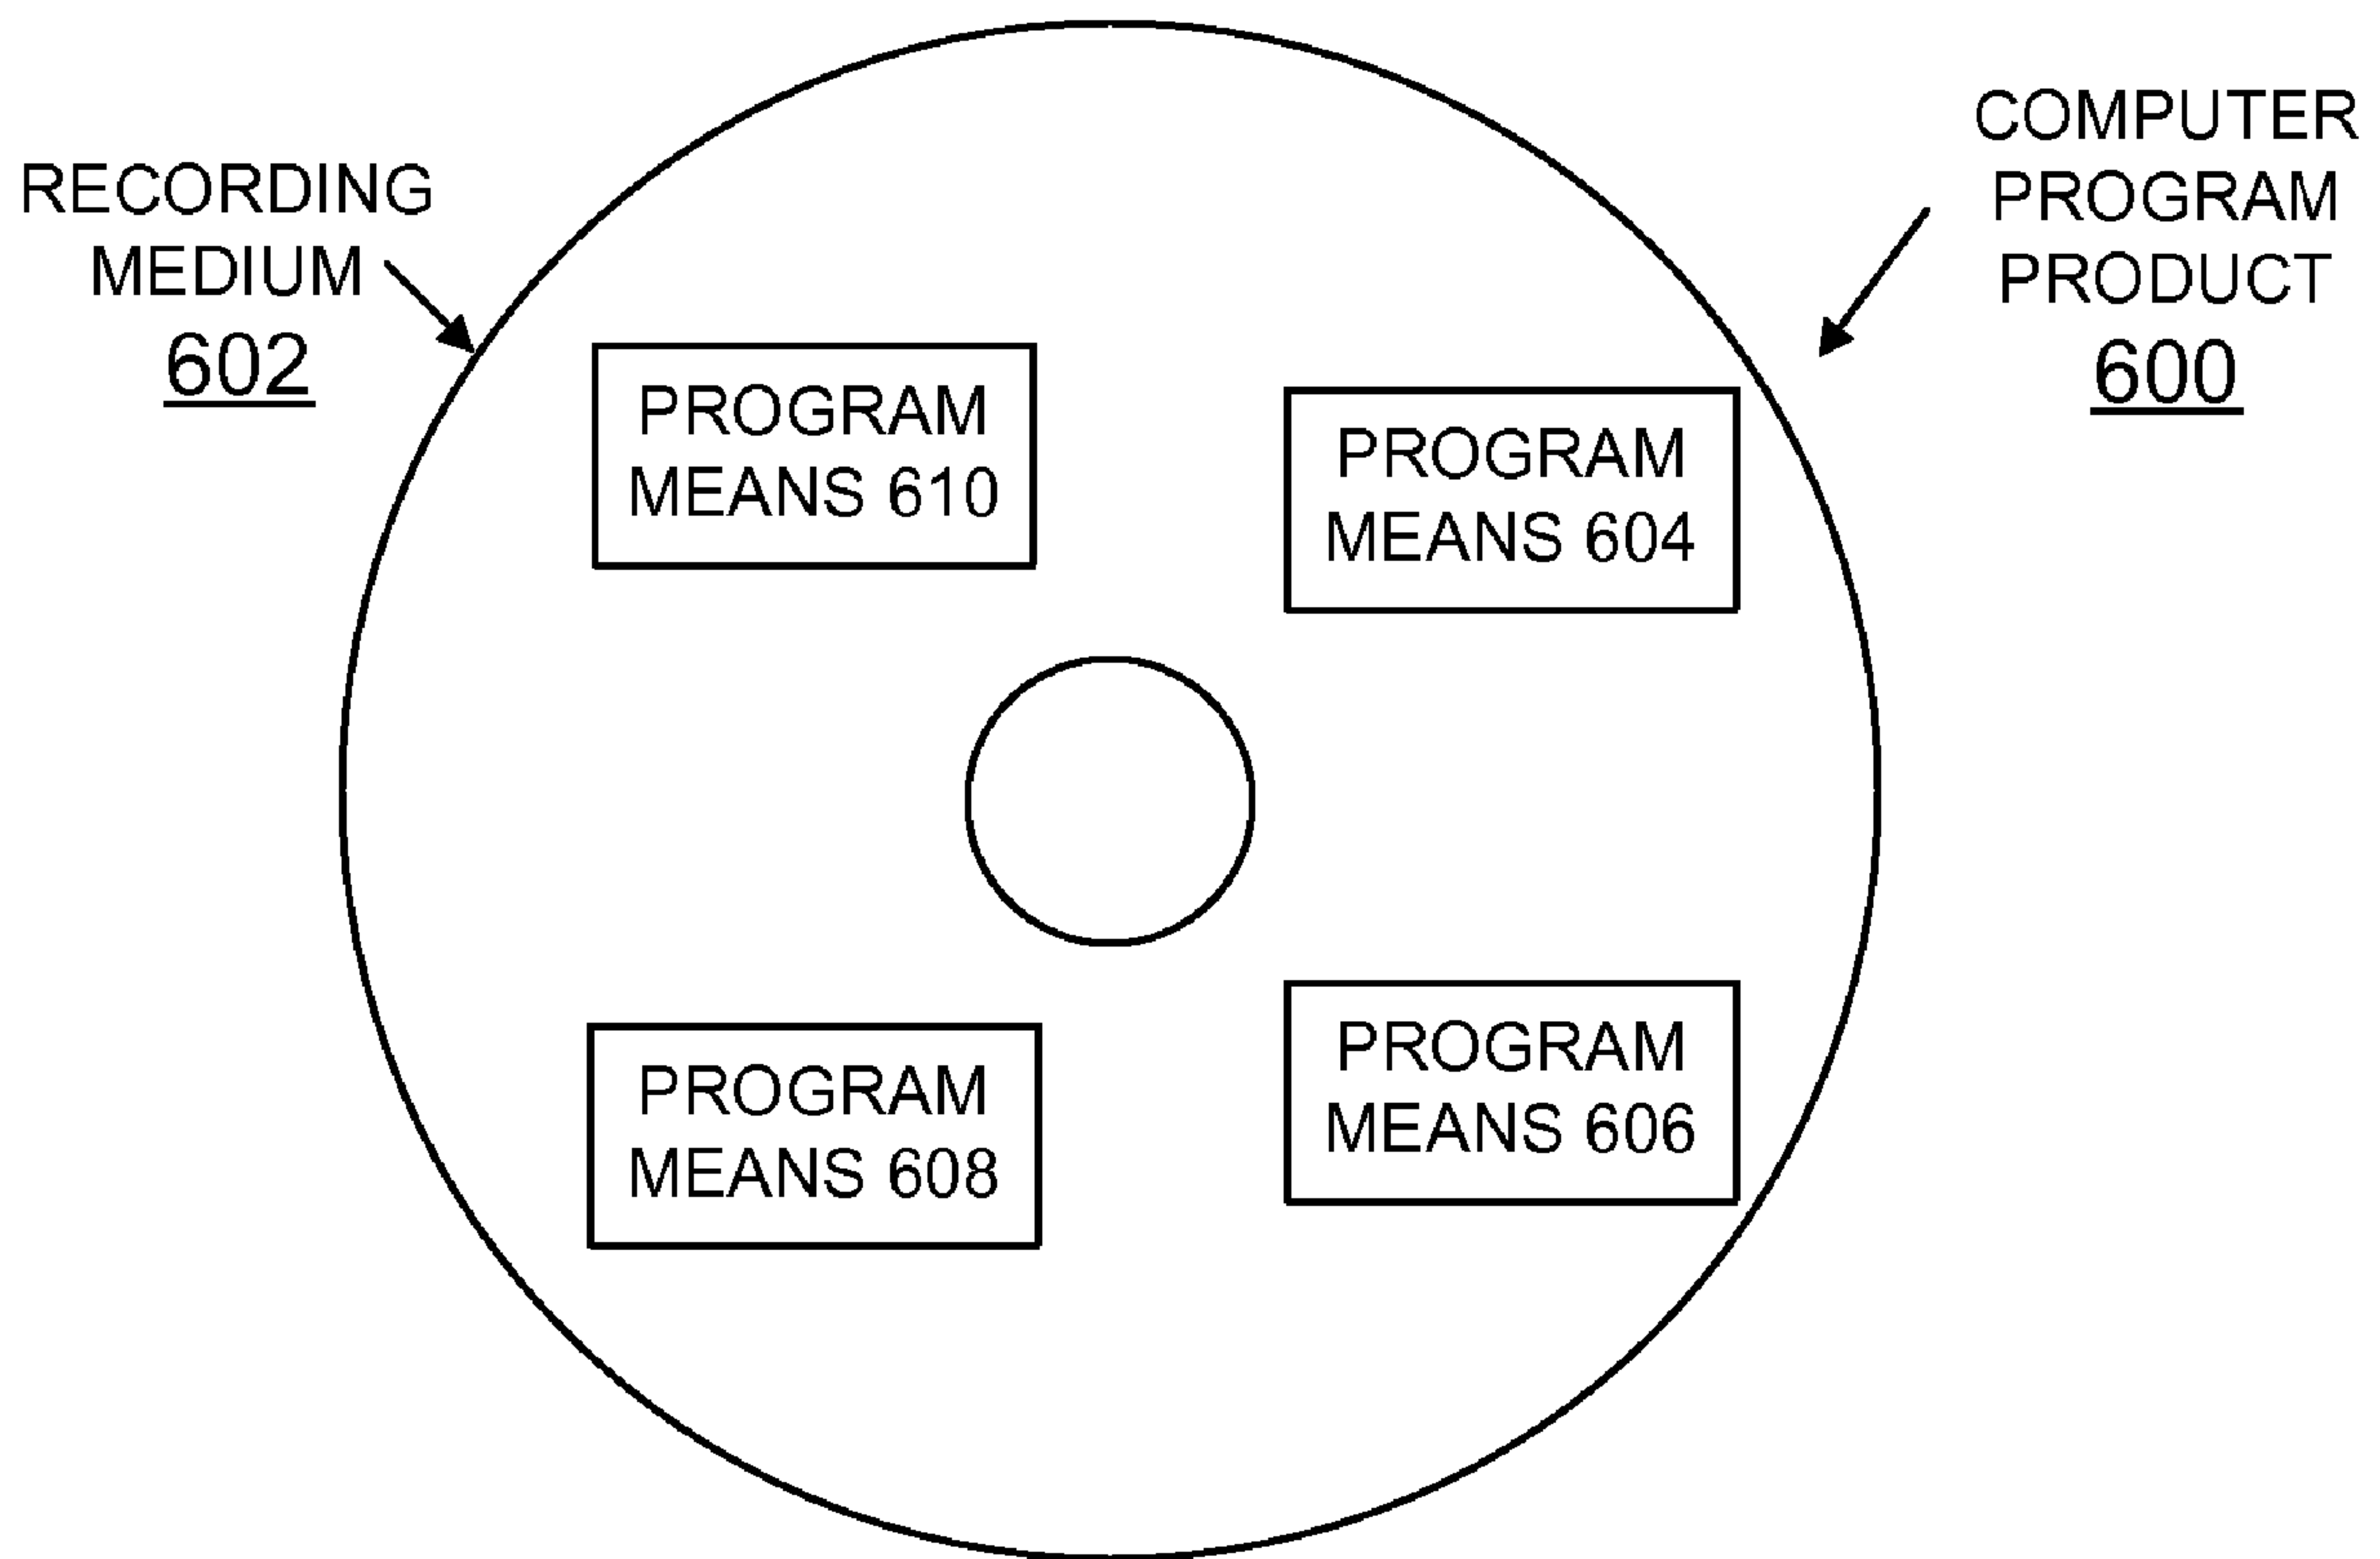 RECORDING
MEDIUM
602
COMPUTER
PROGRAM
PRODUCT
600
PROGRAM
MEANS 610
PROGRAM
MEANS 604
PROGRAM
MEANS 608
PROGRAM
MEANS 606